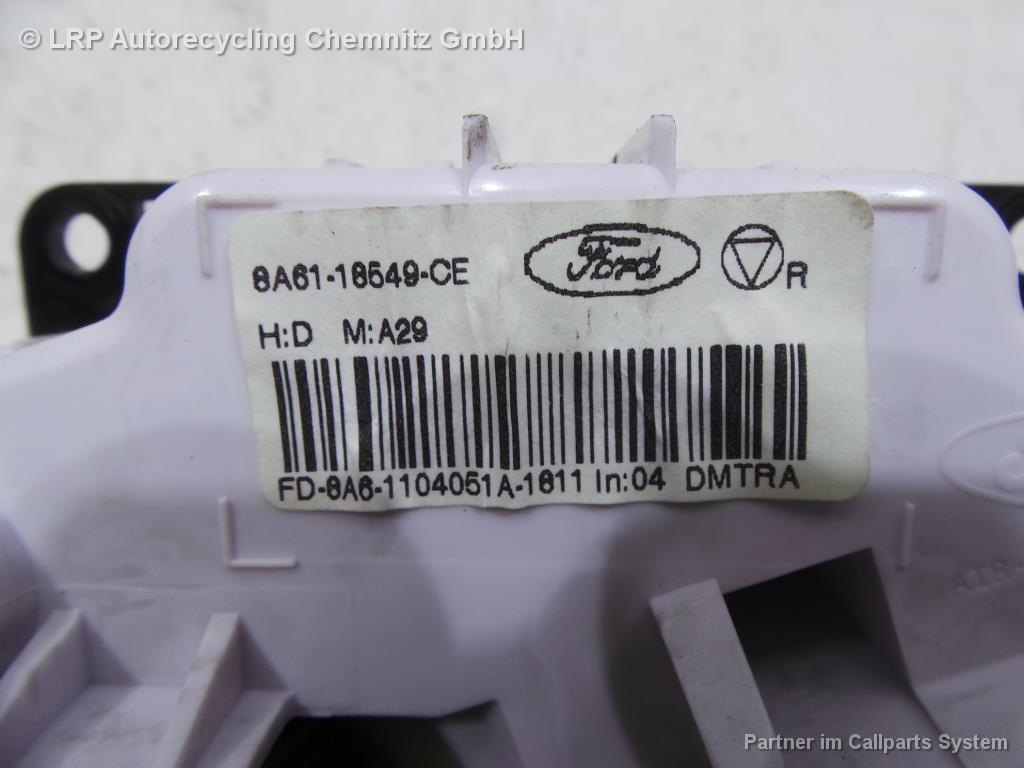 © LRP Autorecycling Chemnitz GmbH
8A61-18549-CE
Ford
R
H:D M:A29
FD-8A6-1104051A-1611 In:04 DMTRA
Partner im Callparts System